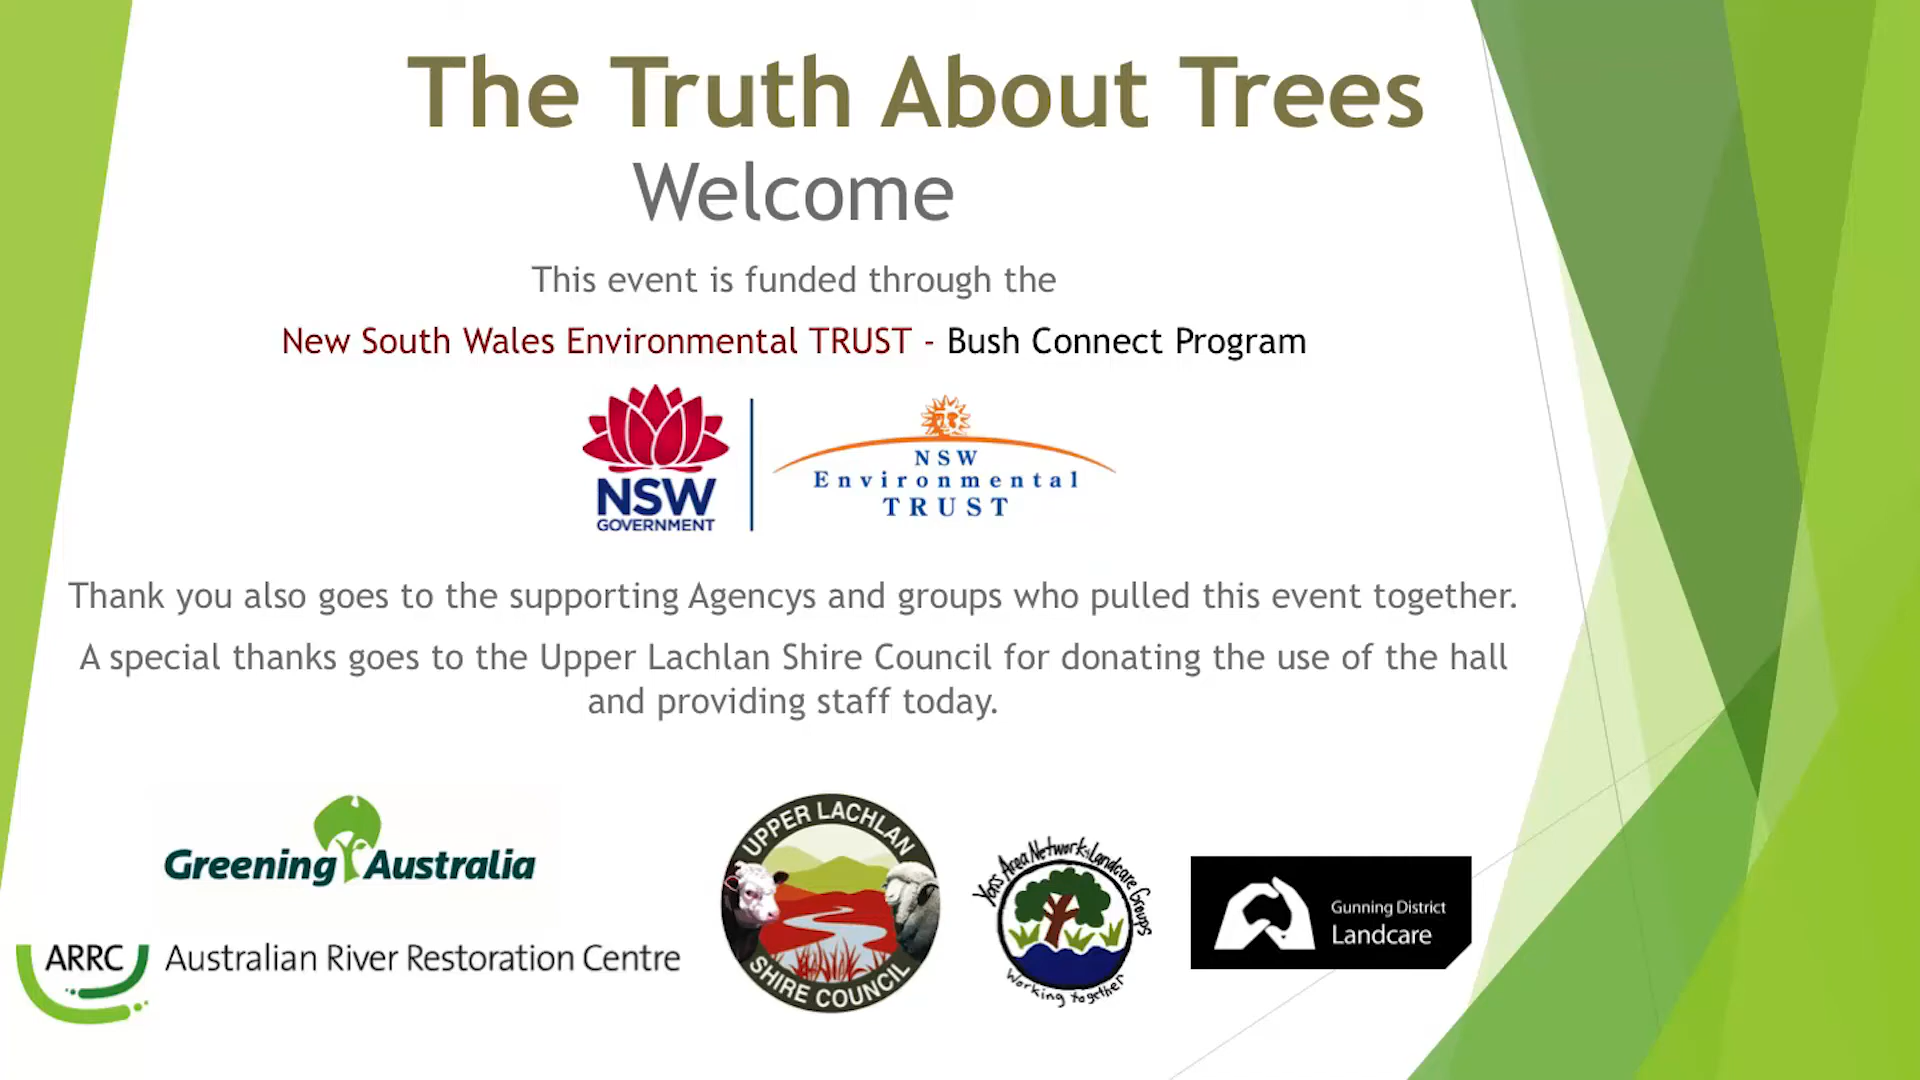 The Truth About Trees
Welcome
This event is funded through the
New South Wales Environmental TRUST - Bush Connect Program
NSW
GOVERNMENT
NSW
Environmental
TRUST
Thank you also goes to the supporting Agencys and groups who pulled this event together.
A special thanks goes to the Upper Lachlan Shire Council for donating the use of the hall
and providing staff today.
Greening Australia
ARRC Australian River Restoration Centre
UPPER LACHLAN
SHIRE COUNCIL
Yass Area Network:Landcare Groups
Working together
Gunning District
Landcare